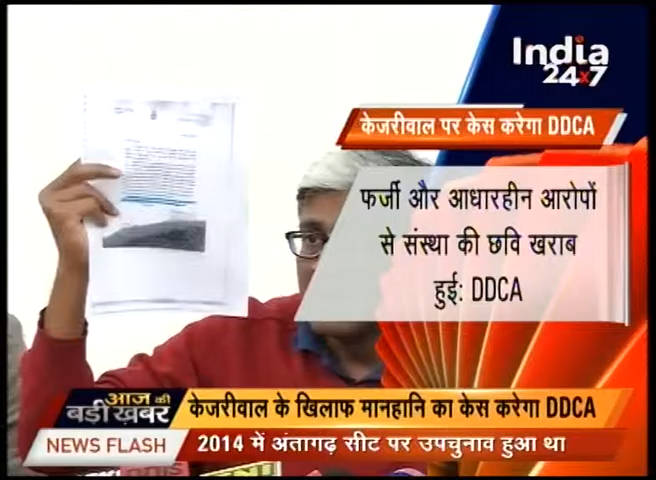 India
24x7
केजरीवाल पर केस करेगा DDCA
फर्जी और आधारहीन आरोपों
से संस्था की छवि खराब
हुई: DDCA
आज की
बड़ी ख़बर
केजरीवाल के खिलाफ मानहानि का केस करेगा DDCA
NEWS FLASH
2014 में अंतागढ़ सीट पर उपचुनाव हुआ था